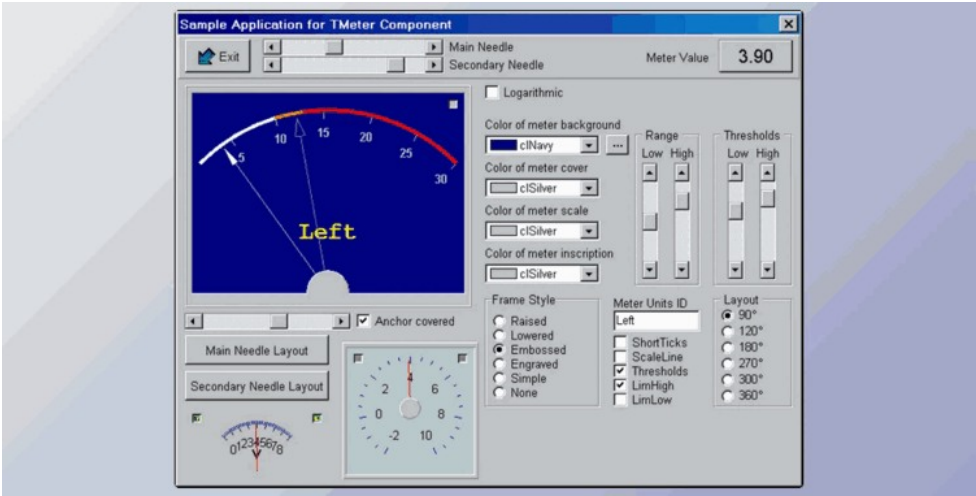 Sample Application for TMeter Component
Exit
Main Needle
Secondary Needle
Meter Value
3.90
Logarithmic
5 10 15 20 25 30
Left
Color of meter background
clNavy
...
Color of meter cover
clSilver
Color of meter scale
clSilver
Color of meter inscription
clSilver
Range
Low High
Thresholds
Low High
Anchor covered
Main Needle Layout
Secondary Needle Layout
012345678
-2 0 2 4 6 8 10
Frame Style
Raised
Lowered
Embossed
Engraved
Simple
None
Meter Units ID
Left
ShortTicks
ScaleLine
Thresholds
LimHigh
LimLow
Layout
90°
120°
180°
270°
300°
360°